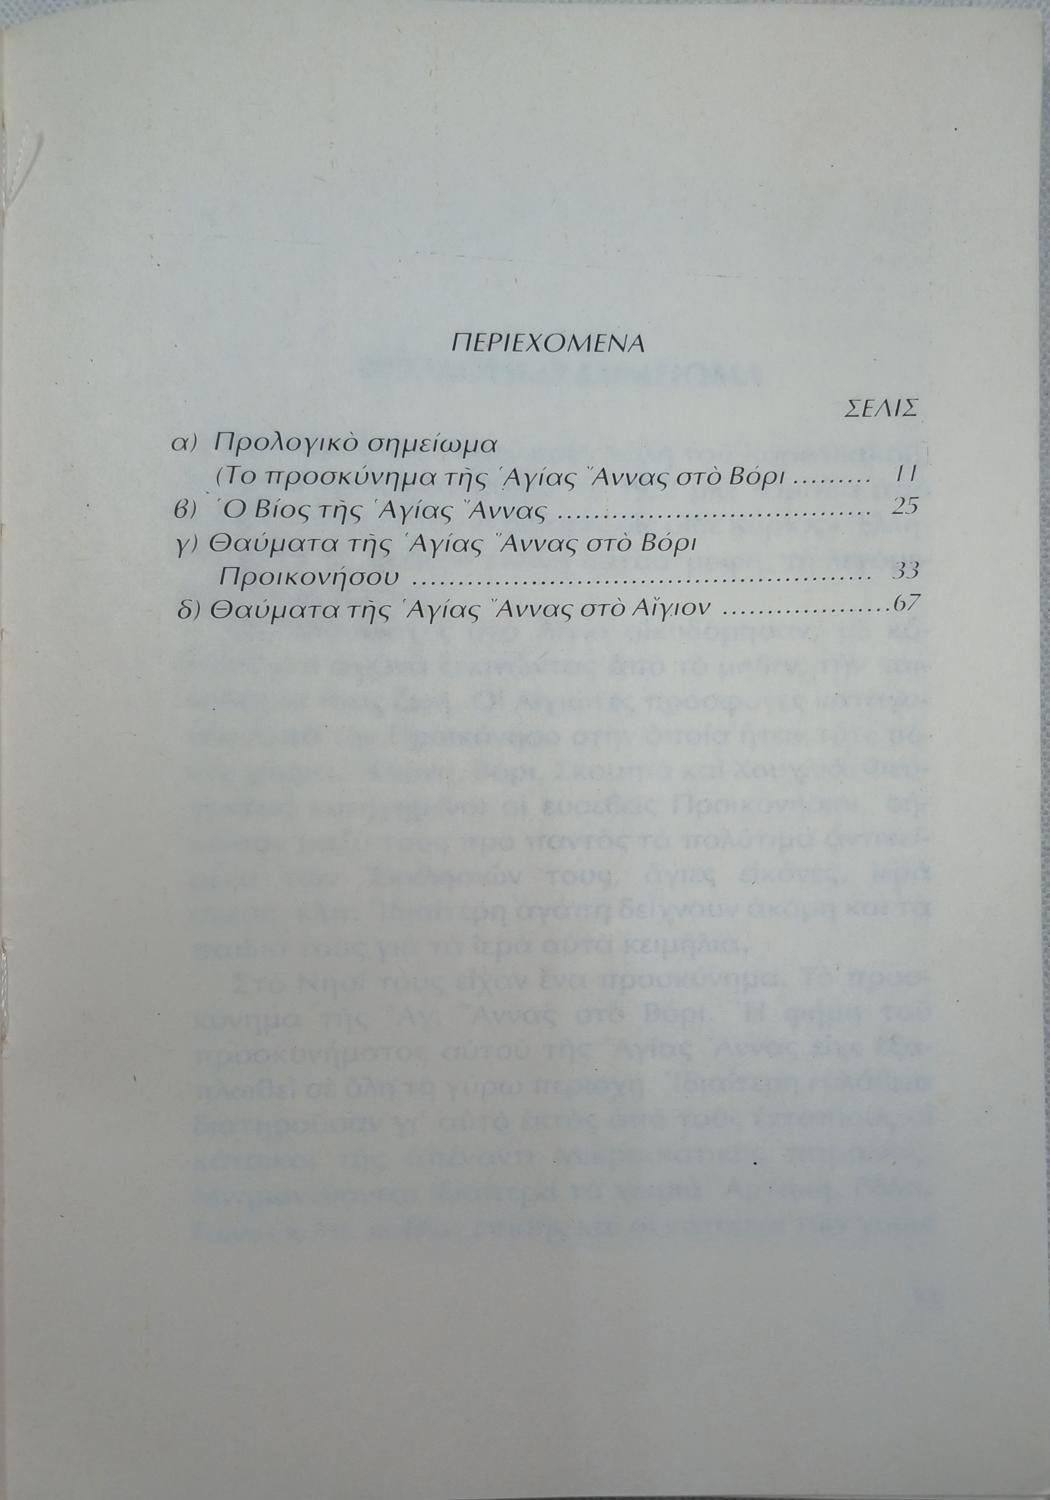 ΠΕΡΙΕΧΟΜΕΝΑ
ΣΕΛΙΣ
α) Προλογικὸ σημείωμα
(Το προσκύνημα τῆς Ἁγίας Ἄννας στὸ Βόρι ......... 11
β) Ὁ Βίος τῆς Ἁγίας Ἄννας ................................... 25
γ) Θαύματα τῆς Ἁγίας Ἄννας στὸ Βόρι
Προικονήσου .................................................... 33
δ) Θαύματα τῆς Ἁγίας Ἄννας στὸ Αἴγιον ...................67